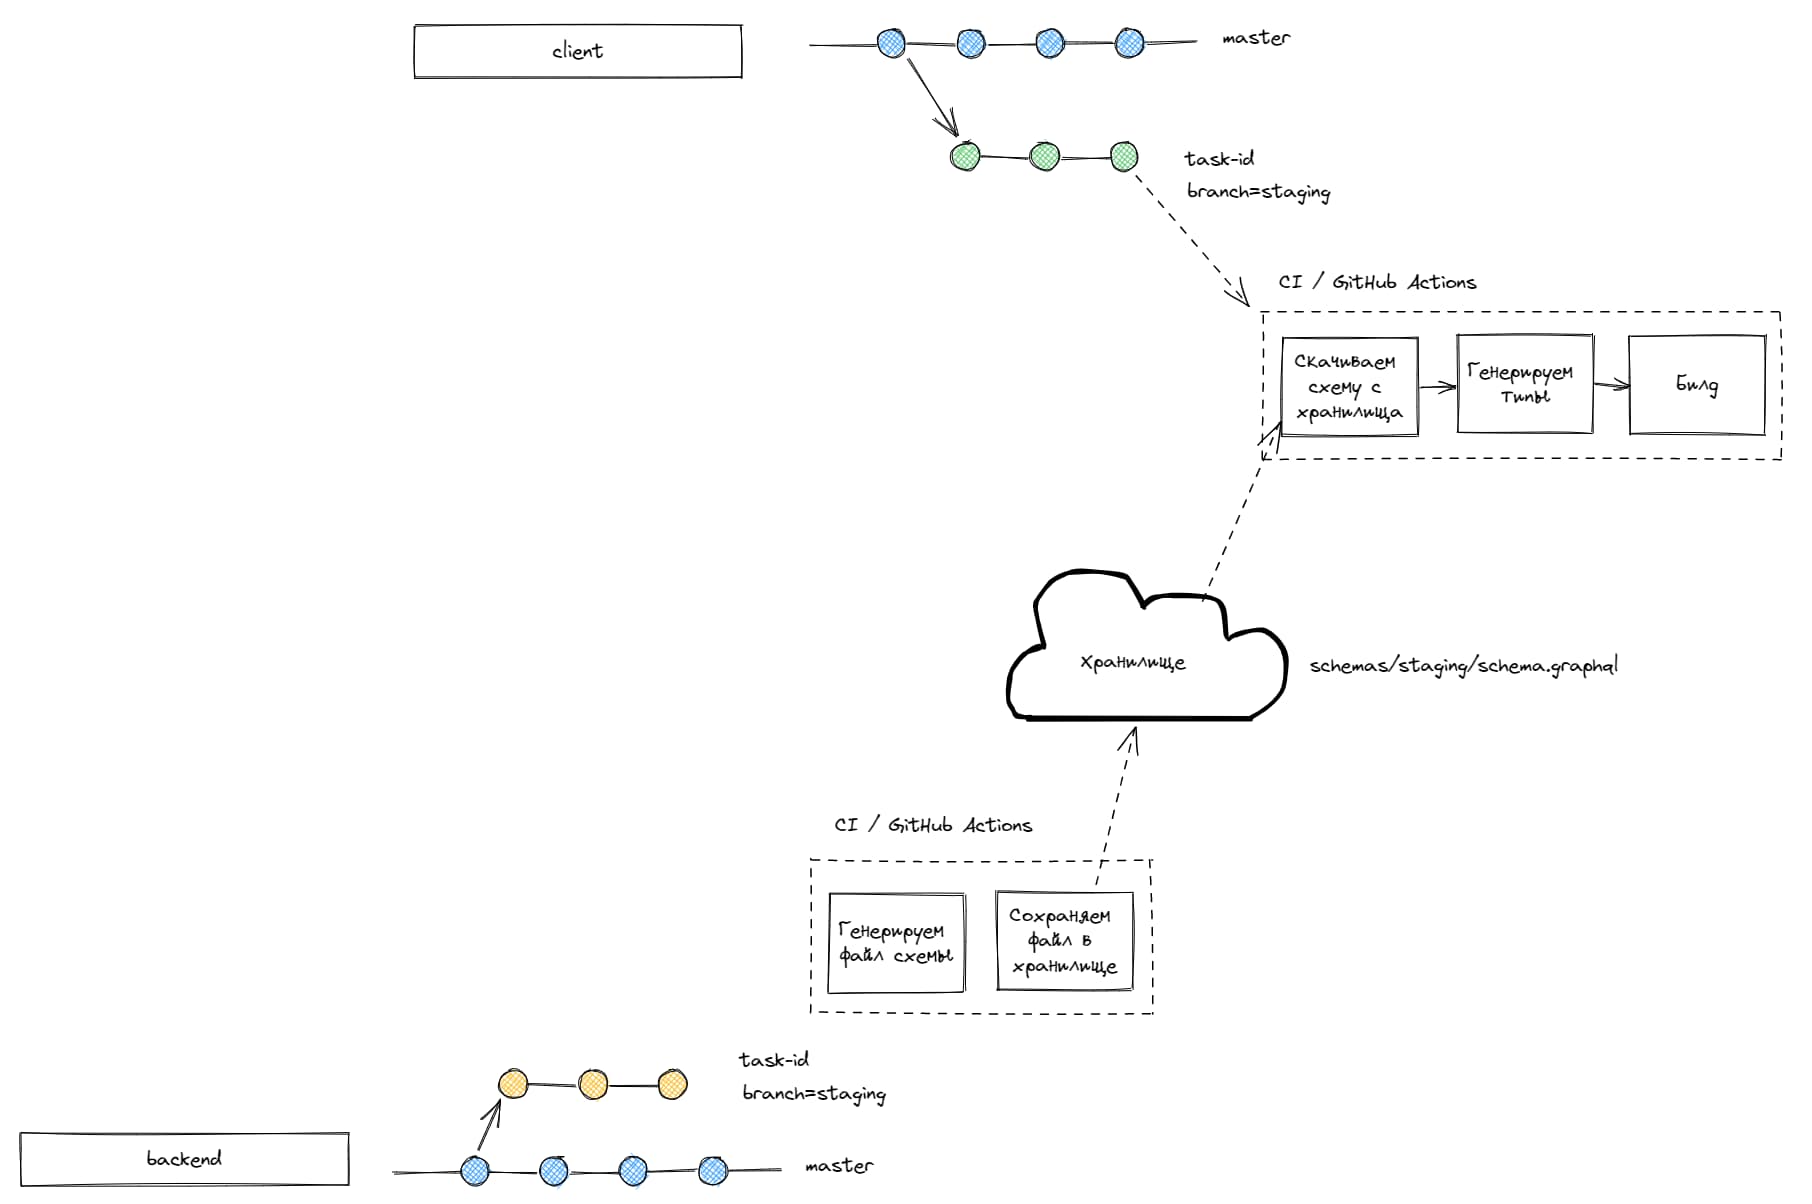 client
master
task-id
branch=staging
CI / GitHub Actions
Скачиваем
схему с
хранилища
Генерируем
типы
Билд
Хранилище
schemas/staging/schema.graphql
CI / GitHub Actions
Генерируем
файл схемы
Сохраняем
файл в
хранилище
task-id
branch=staging
backend
master